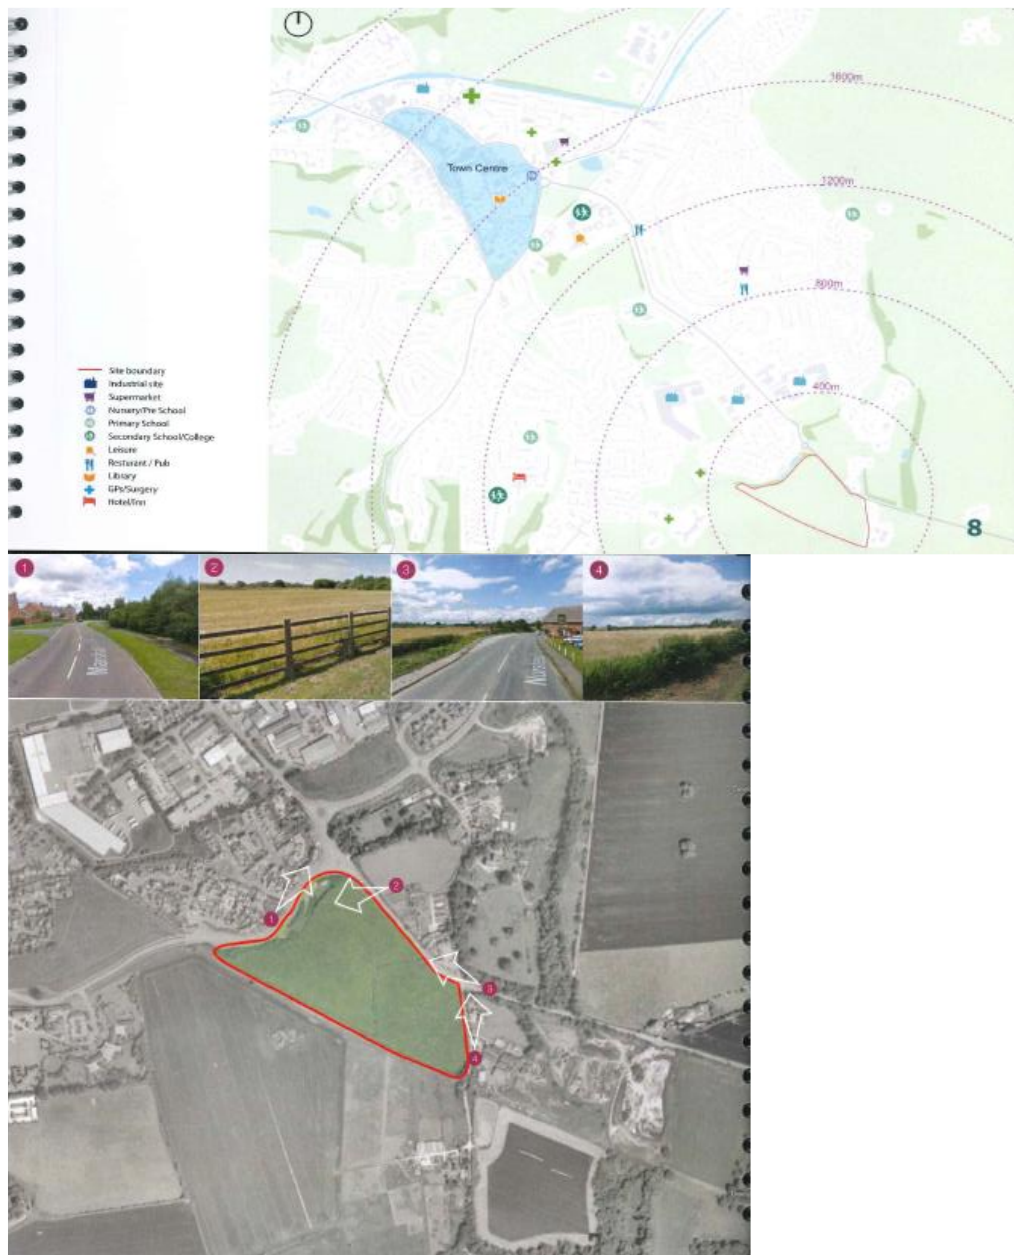 1600m
Town Centre
1200m
800m
400m
Site boundary
Industrial site
Supermarket
Nursery/Pre School
Primary School
Secondary School/College
Leisure
Resturant / Pub
Library
GPs/Surgery
Hotel/Inn
8
1
2
3
4
1
2
3
4